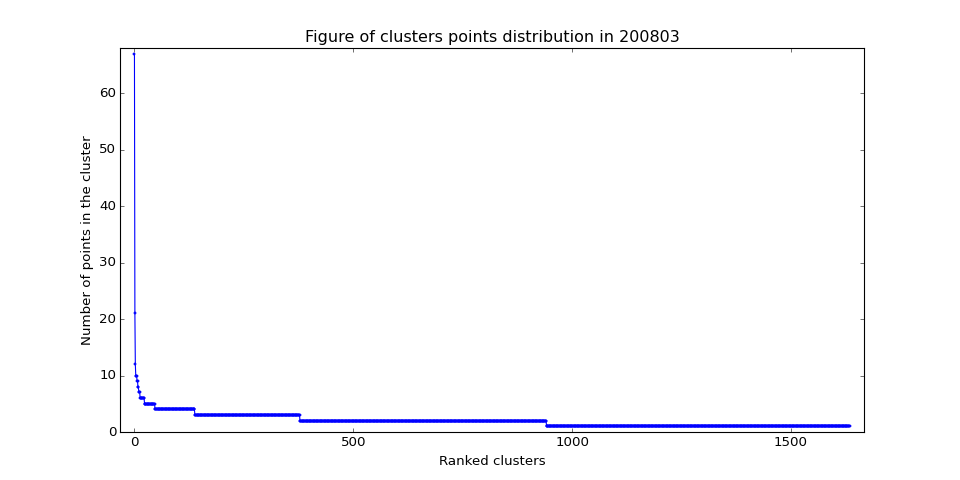 Figure of clusters points distribution in 200803
Number of points in the cluster
60
50
40
30
20
10
0
0 500 1000 1500
Ranked clusters